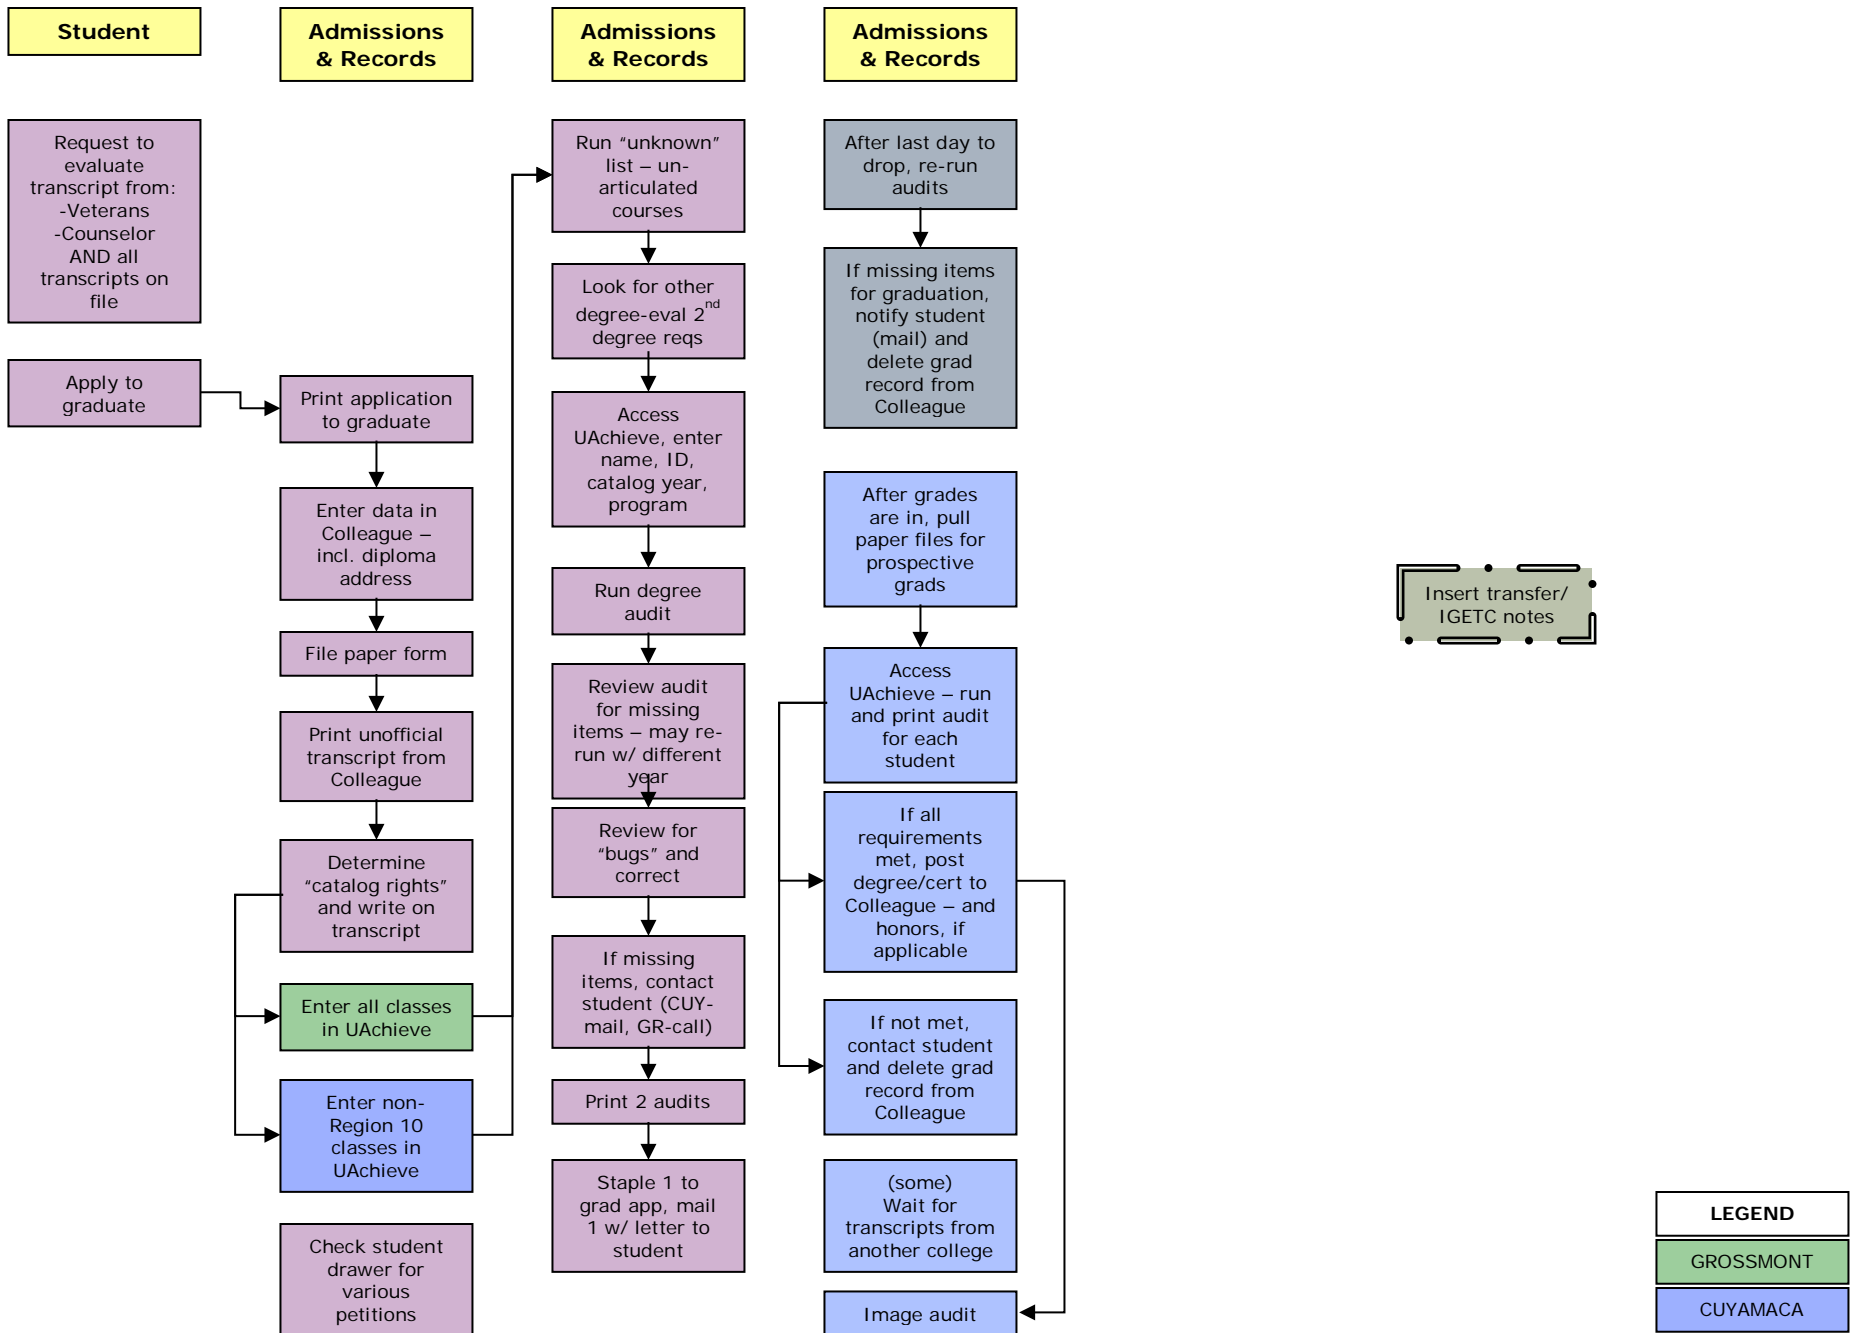 Student
Admissions
& Records
Admissions
& Records
Admissions
& Records
Request to
evaluate
transcript from:
-Veterans
-Counselor
AND all
transcripts on
file
Apply to
graduate
Print application
to graduate
Enter data in
Colleague –
incl. diploma
address
File paper form
Print unofficial
transcript from
Colleague
Determine
“catalog rights”
and write on
transcript
Enter all classes
in UAchieve
Enter non-
Region 10
classes in
UAchieve
Check student
drawer for
various
petitions
Run “unknown”
list – un-
articulated
courses
Look for other
degree-eval 2nd
degree reqs
Access
UAchieve, enter
name, ID,
catalog year,
program
Run degree
audit
Review audit
for missing
items – may re-
run w/ different
year
Review for
“bugs” and
correct
If missing
items, contact
student (CUY-
mail, GR-call)
Print 2 audits
Staple 1 to
grad app, mail
1 w/ letter to
student
After last day to
drop, re-run
audits
If missing items
for graduation,
notify student
(mail) and
delete grad
record from
Colleague
After grades
are in, pull
paper files for
prospective
grads
Access
UAchieve – run
and print audit
for each
student
If all
requirements
met, post
degree/cert to
Colleague – and
honors, if
applicable
If not met,
contact student
and delete grad
record from
Colleague
(some)
Wait for
transcripts from
another college
Image audit
Insert transfer/
IGETC notes
LEGEND
GROSSMONT
CUYAMACA